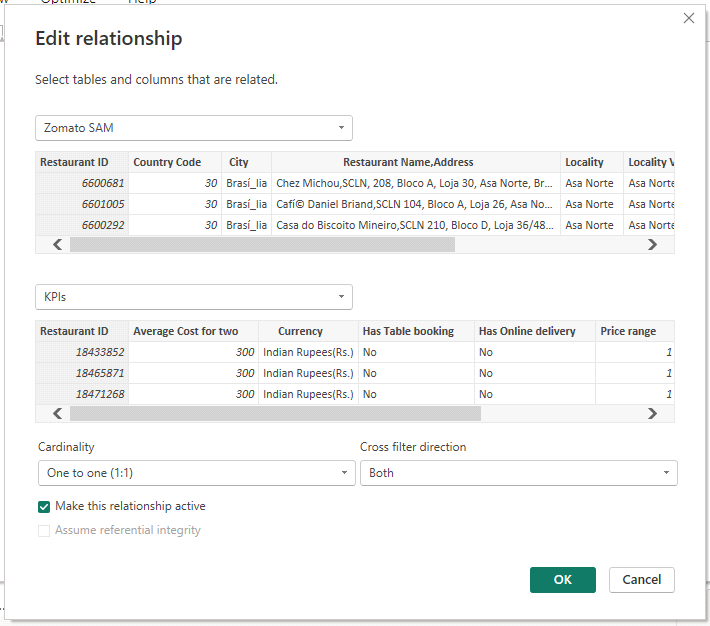 Optimize Help
Edit relationship
Select tables and columns that are related.
Zomato SAM
Restaurant ID Country Code City Restaurant Name,Address Locality Locality V
6600681 30 Brasí_lia Chez Michou,SCLN, 208, Bloco A, Loja 30, Asa Norte, Br... Asa Norte Asa Norte
6601005 30 Brasí_lia Cafí© Daniel Briand,SCLN 104, Bloco A, Loja 26, Asa No... Asa Norte Asa Norte
6600292 30 Brasí_lia Casa do Biscoito Mineiro,SCLN 210, Bloco D, Loja 36/48... Asa Norte Asa Norte
KPIs
Restaurant ID Average Cost for two Currency Has Table booking Has Online delivery Price range
18433852 300 Indian Rupees(Rs.) No No 1
18465871 300 Indian Rupees(Rs.) No No 1
18471268 300 Indian Rupees(Rs.) No No 1
Cardinality Cross filter direction
One to one (1:1) Both
Make this relationship active
Assume referential integrity
OK Cancel